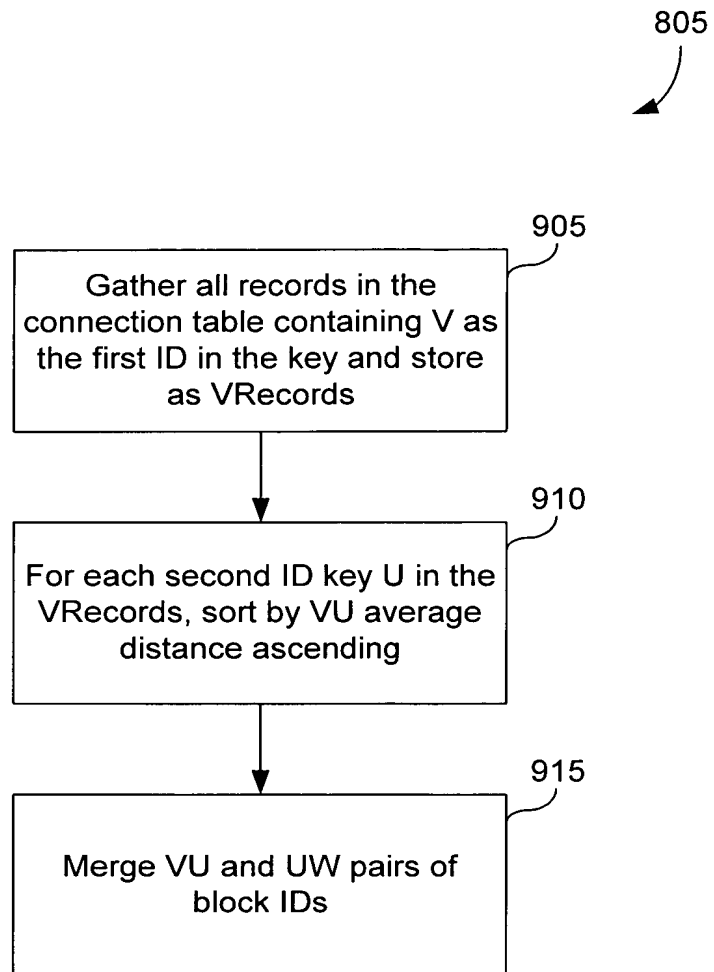 805
905
Gather all records in the
connection table containing V as
the first ID in the key and store
as VRecords
910
For each second ID key U in the
VRecords, sort by VU average
distance ascending
915
Merge VU and UW pairs of
block IDs